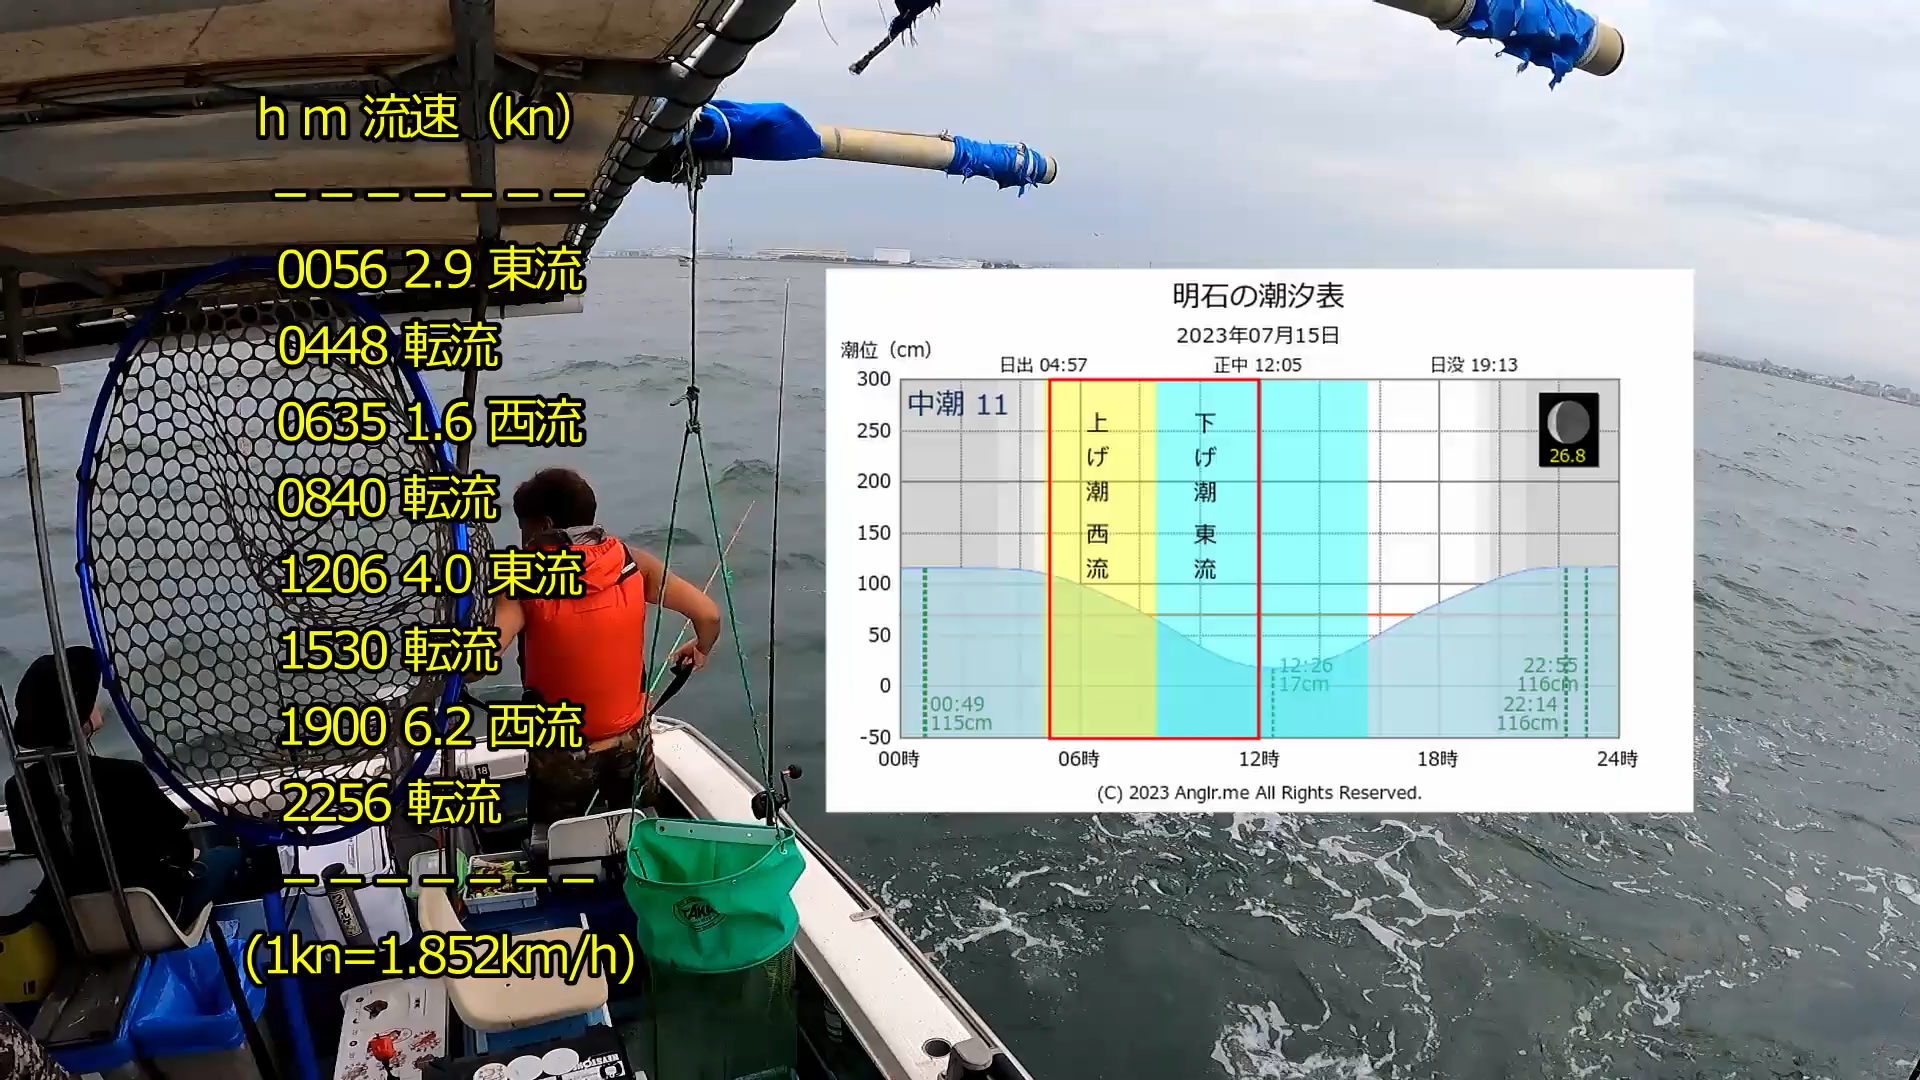 h m 流速（kn）
－－－－－－－
0056 2.9 東流
0448 転流
0635 1.6 西流
0840 転流
1206 4.0 東流
1530 転流
1900 6.2 西流
2256 転流
－－－－－－－
(1kn=1.852km/h)
明石の潮汐表
2023年07月15日
潮位（cm）
日出 04:57
正中 12:05
日没 19:13
300
250
200
150
100
50
0
-50
中潮 11
上げ潮西流
下げ潮東流
26.8
00:49
115cm
12:26
17cm
22:55
116cm
22:14
116cm
00時
06時
12時
18時
24時
(C) 2023 Anglr.me All Rights Reserved.
18
TAKA